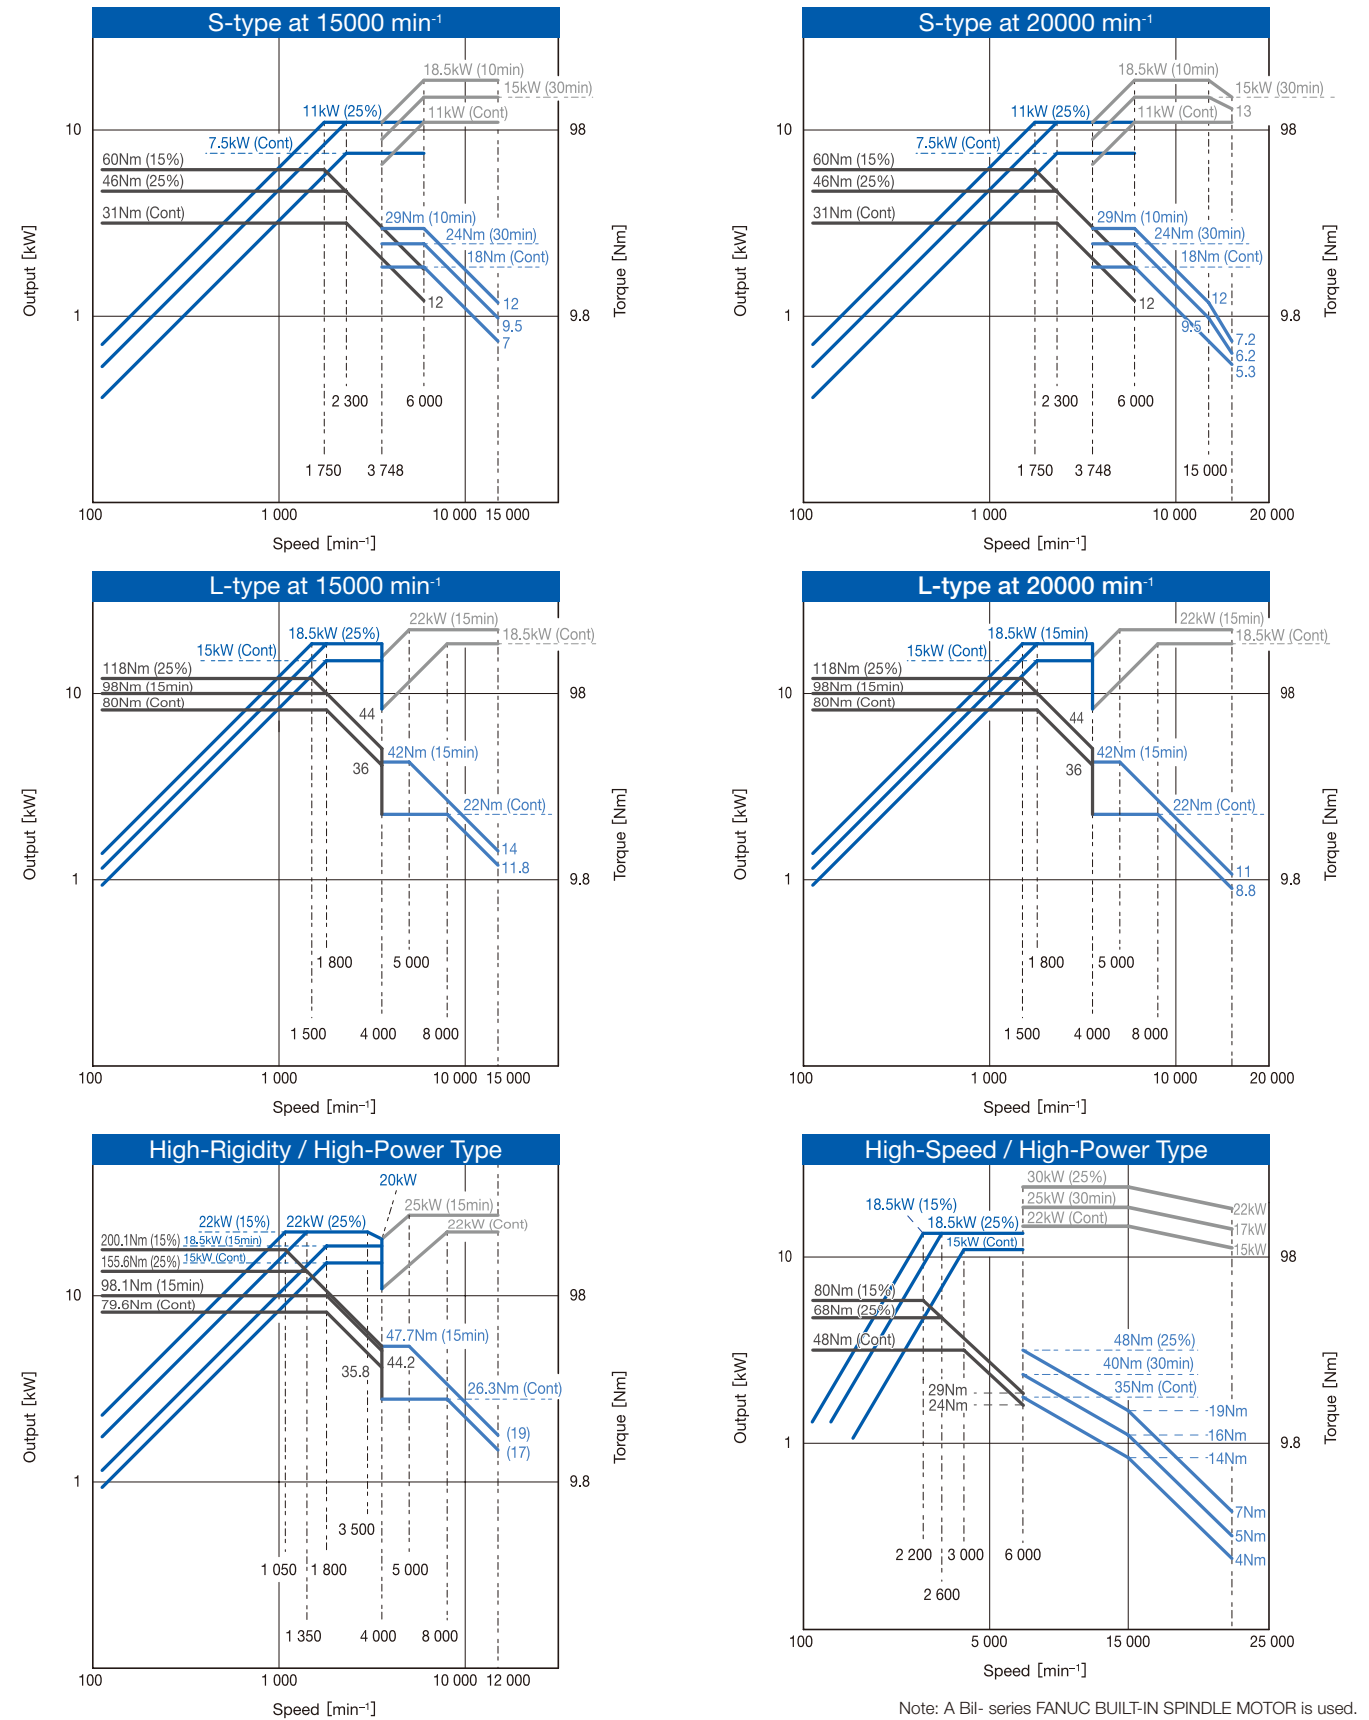 S-type at 15000 min-1
18.5kW (10min)
15kW (30min)
11kW (25%)
11kW (Cont)
10
98
7.5kW (Cont)
60Nm (15%)
46Nm (25%)
31Nm (Cont)
29Nm (10min)
24Nm (30min)
18Nm (Cont)
Output [kW]
Torque [Nm]
12
12
1
9.8
9.5
7
2 300
6 000
1 750
3 748
100
1 000
10 000
15 000
Speed [min–1]
S-type at 20000 min-1
18.5kW (10min)
15kW (30min)
11kW (25%)
11kW (Cont)
13
10
98
7.5kW (Cont)
60Nm (15%)
46Nm (25%)
31Nm (Cont)
29Nm (10min)
24Nm (30min)
18Nm (Cont)
Output [kW]
Torque [Nm]
12
12
1
9.8
9.5
7.2
6.2
5.3
2 300
6 000
1 750
3 748
15 000
100
1 000
10 000
20 000
Speed [min–1]
L-type at 15000 min-1
22kW (15min)
18.5kW (25%)
18.5kW (Cont)
15kW (Cont)
118Nm (25%)
98Nm (15min)
80Nm (Cont)
10
98
44
42Nm (15min)
36
22Nm (Cont)
Output [kW]
Torque [Nm]
14
11.8
1
9.8
1 800
5 000
1 500
4 000
8 000
100
1 000
10 000
15 000
Speed [min–1]
L-type at 20000 min-1
22kW (15min)
18.5kW (15min)
18.5kW (Cont)
15kW (Cont)
118Nm (25%)
98Nm (15min)
80Nm (Cont)
10
98
44
42Nm (15min)
36
22Nm (Cont)
Output [kW]
Torque [Nm]
11
8.8
1
9.8
1 800
5 000
1 500
4 000
8 000
100
1 000
10 000
20 000
Speed [min–1]
High-Rigidity / High-Power Type
20kW
25kW (15min)
22kW (15%)
22kW (25%)
22kW (Cont)
200.1Nm (15%)
18.5kW (15min)
155.6Nm (25%)
15kW (Cont)
98.1Nm (15min)
79.6Nm (Cont)
10
98
47.7Nm (15min)
44.2
35.8
26.3Nm (Cont)
Output [kW]
Torque [Nm]
(19)
(17)
1
9.8
3 500
1 050
1 800
5 000
1 350
4 000
8 000
100
1 000
10 000
12 000
Speed [min–1]
High-Speed / High-Power Type
30kW (25%)
25kW (30min)
22kW (Cont)
18.5kW (15%)
18.5kW (25%)
15kW (Cont)
22kW
17kW
15kW
10
98
80Nm (15%)
68Nm (25%)
48Nm (Cont)
48Nm (25%)
40Nm (30min)
35Nm (Cont)
29Nm
24Nm
19Nm
16Nm
14Nm
Output [kW]
Torque [Nm]
1
9.8
7Nm
5Nm
4Nm
2 200
3 000
6 000
2 600
100
5 000
15 000
25 000
Speed [min–1]
Note: A BiI- series FANUC BUILT-IN SPINDLE MOTOR is used.